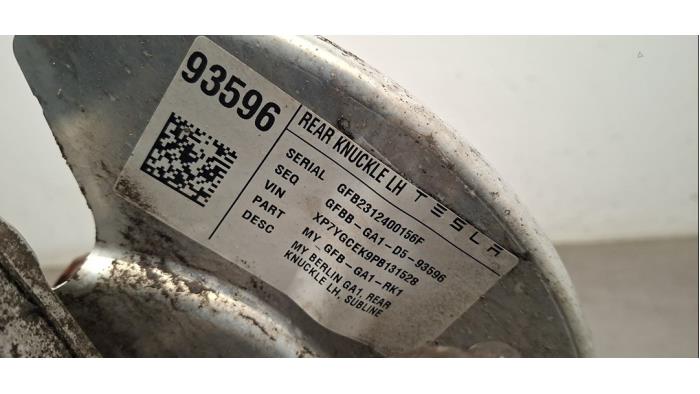 93596
REAR KNUCKLE LH TESLA
SERIAL GFB2312400156F
SEQ GFBB-GA1-D5-93596
VIN XP7YGCEK9PB131528
PART MY-GFB-GA1-RK1
DESC MY BERLIN GA1, REAR
KNUCKLE LH, SUBLINE